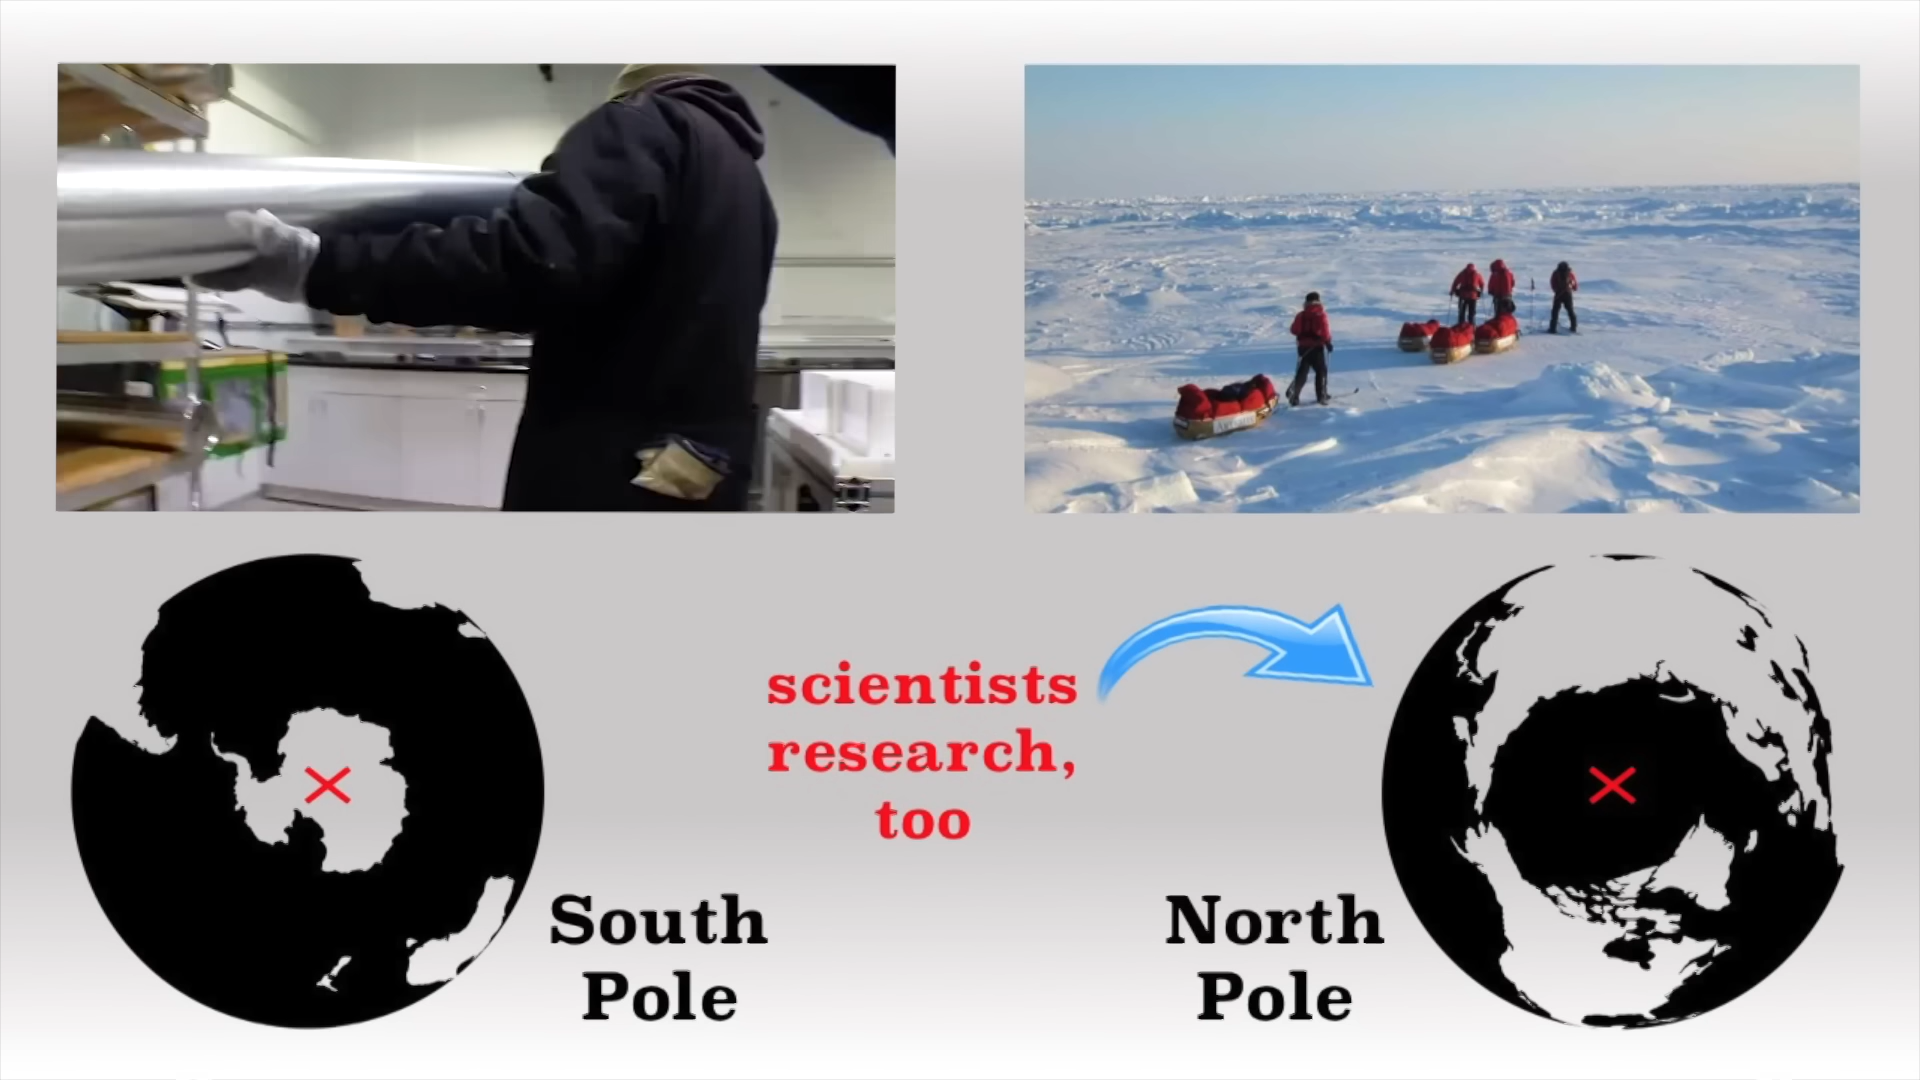 scientists
research,
too
South
Pole
North
Pole